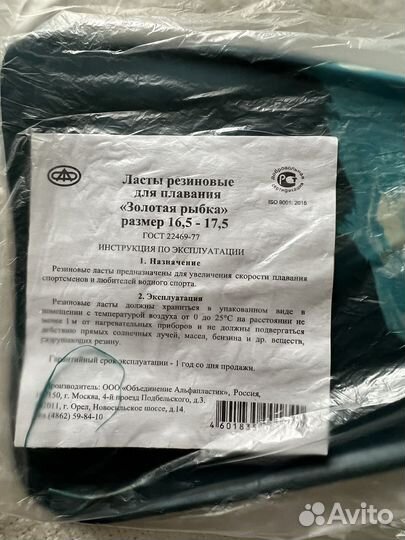 Ласты резиновые
для плавания
«Золотая рыбка»
размер 16,5 - 17,5
ГОСТ 22469-77
Добровольная
сертификация
ISO 9001: 2015
ИНСТРУКЦИЯ ПО ЭКСПЛУАТАЦИИ
1. Назначение
Резиновые ласты предназначены для увеличения скорости плавания
спортсменов и любителей водного спорта.
2. Эксплуатация
Резиновые ласты должны храниться в упакованном виде в
помещении с температурой воздуха от 0 до 25°С на расстоянии не
менее 1 м от нагревательных приборов и не должны подвергаться
действию прямых солнечных лучей, масел, бензина и др. веществ,
разрушающих резину.
Гарантийный срок эксплуатации - 1 год со дня продажи.
Производитель: ООО «Объединение Альфапластик», Россия,
150, г. Москва, 4-й проезд Подбельского, д.3.
011, г. Орел, Новосильское шоссе, д.14
(4862) 59-84-10
4601833
Avito